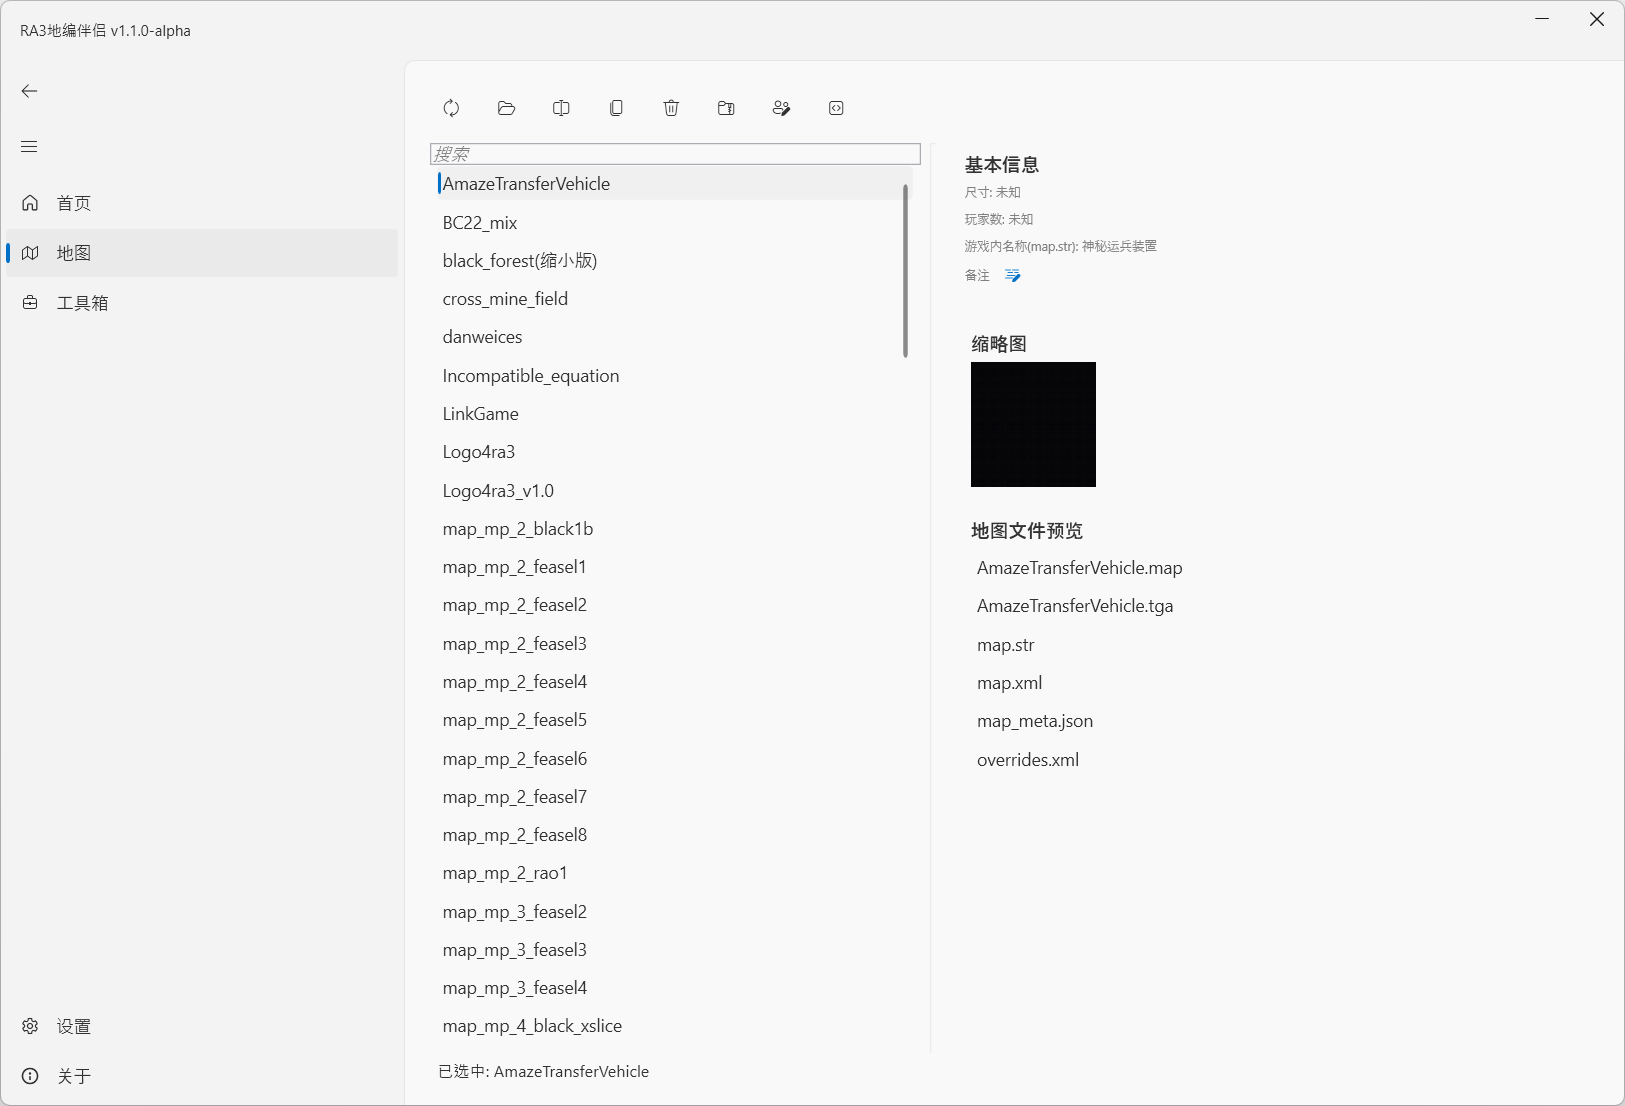 RA3地编伴侣 v1.1.0-alpha
首页
地图
工具箱
设置
关于
搜索
AmazeTransferVehicle
BC22_mix
black_forest(缩小版)
cross_mine_field
danweices
Incompatible_equation
LinkGame
Logo4ra3
Logo4ra3_v1.0
map_mp_2_black1b
map_mp_2_feasel1
map_mp_2_feasel2
map_mp_2_feasel3
map_mp_2_feasel4
map_mp_2_feasel5
map_mp_2_feasel6
map_mp_2_feasel7
map_mp_2_feasel8
map_mp_2_rao1
map_mp_3_feasel2
map_mp_3_feasel3
map_mp_3_feasel4
map_mp_4_black_xslice
已选中: AmazeTransferVehicle
基本信息
尺寸: 未知
玩家数: 未知
游戏内名称(map.str): 神秘运兵装置
备注
缩略图
地图文件预览
AmazeTransferVehicle.map
AmazeTransferVehicle.tga
map.str
map.xml
map_meta.json
overrides.xml